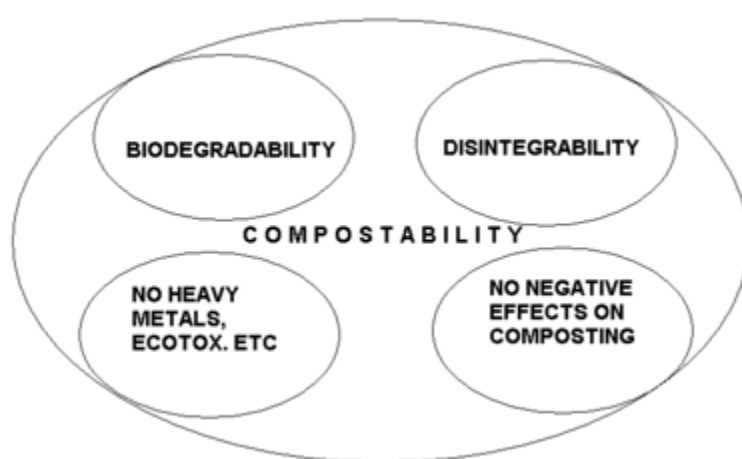 BIODEGRADABILITY
DISINTEGRABILITY
COMPOSTABILITY
NO HEAVY
METALS,
ECOTOX. ETC
NO NEGATIVE
EFFECTS ON
COMPOSTING